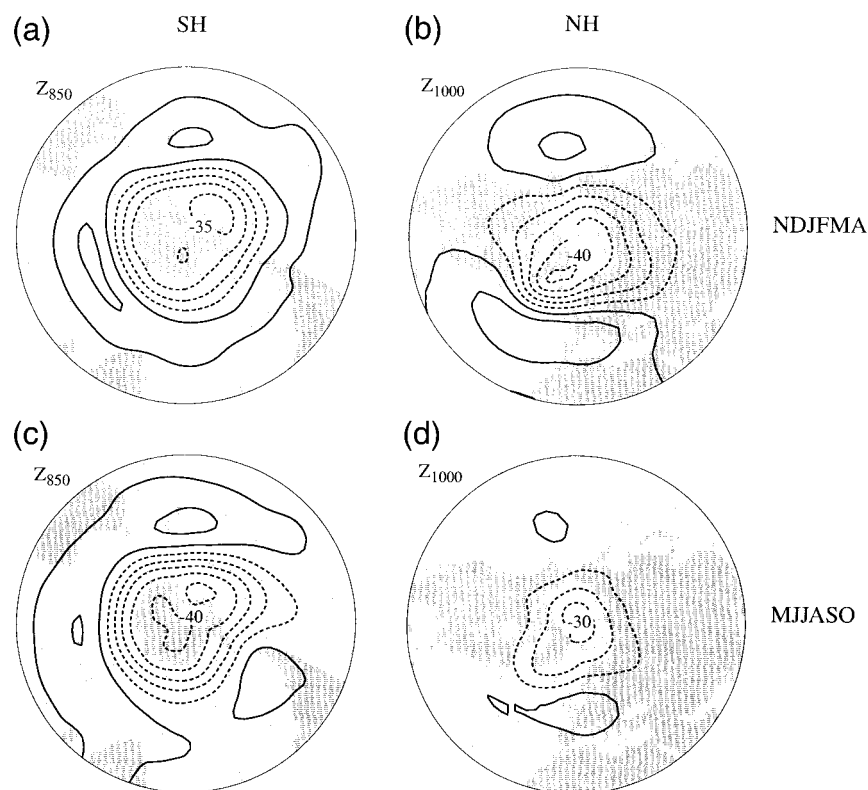 SH
NH
(a)
Z850
-35
(b)
Z1000
-40
NDJFMA
(c)
Z850
-40
(d)
Z1000
-30
MJJASO